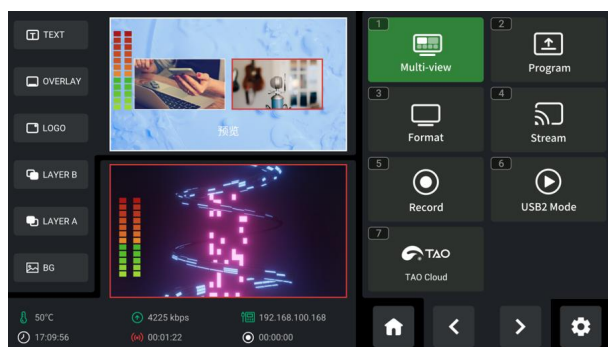 TEXT
OVERLAY
LOGO
LAYER B
LAYER A
BG
预览
1
Multi-view
2
Program
3
Format
4
Stream
5
Record
6
USB2 Mode
7
TAO
TAO Cloud
50°C
4225 kbps
192.168.100.168
17:09:56
00:01:22
00:00:00